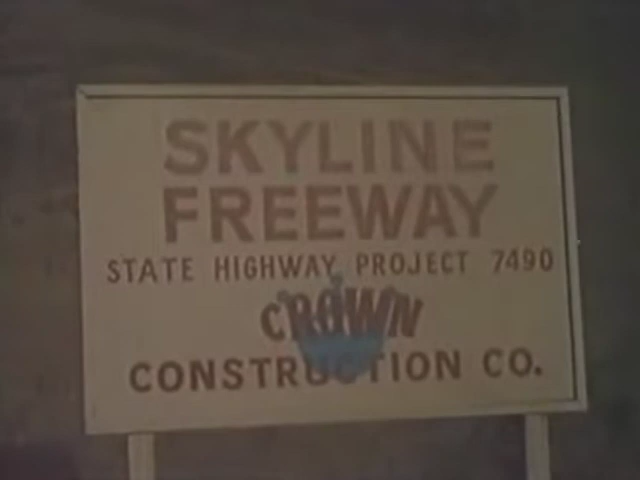 SKYLINE
FREEWAY
STATE HIGHWAY PROJECT 7490
CROWN
CONSTRUCTION CO.